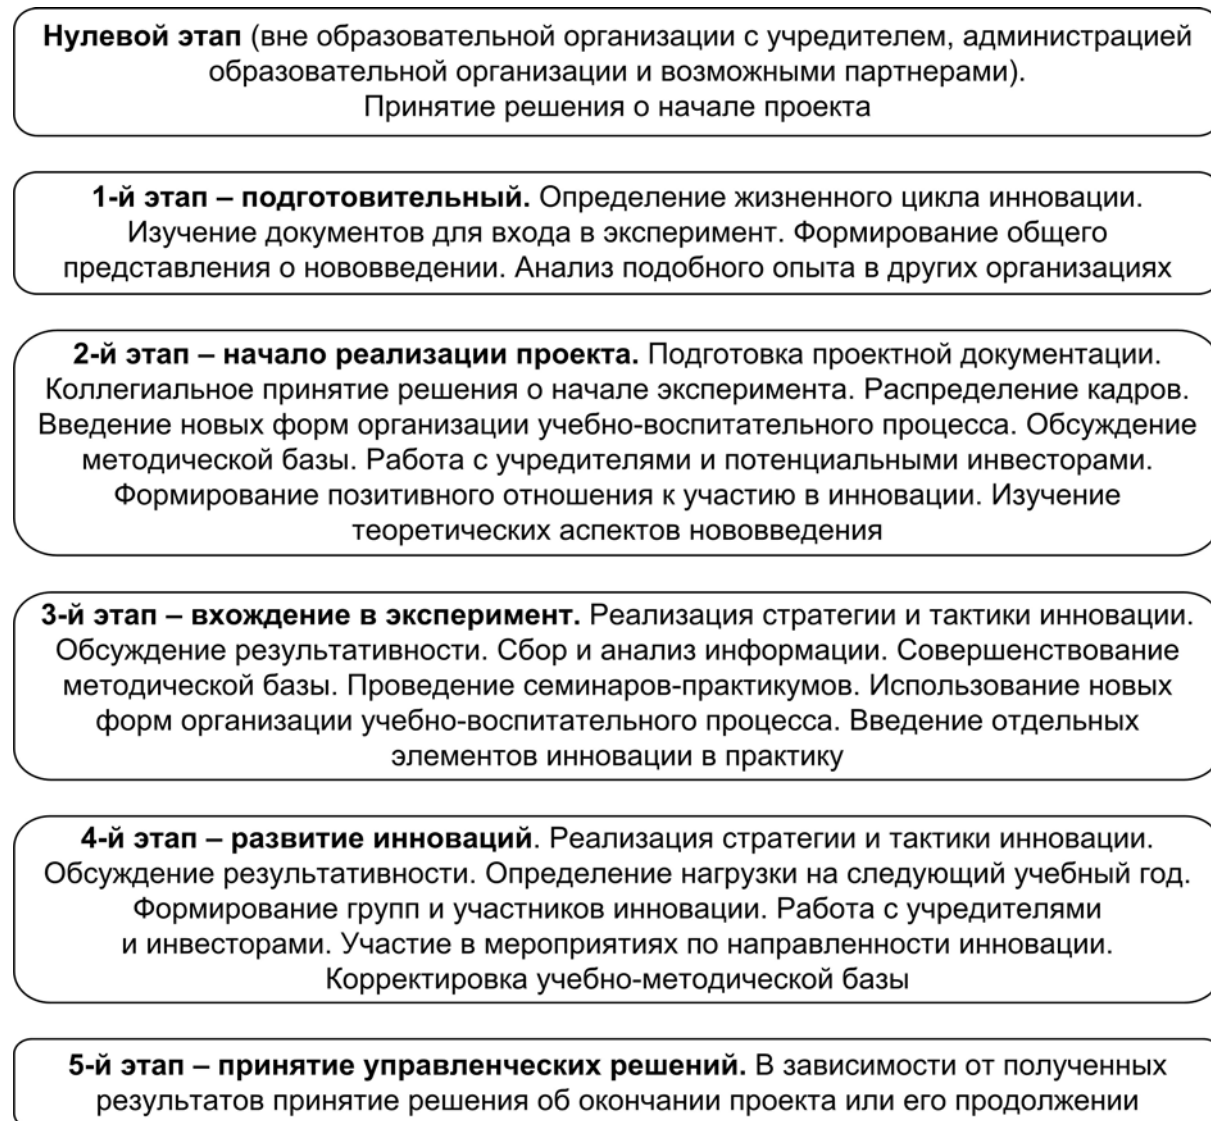 Нулевой этап (вне образовательной организации с учредителем, администрацией
образовательной организации и возможными партнерами).
Принятие решения о начале проекта
1-й этап – подготовительный. Определение жизненного цикла инновации.
Изучение документов для входа в эксперимент. Формирование общего
представления о нововведении. Анализ подобного опыта в других организациях
2-й этап – начало реализации проекта. Подготовка проектной документации.
Коллегиальное принятие решения о начале эксперимента. Распределение кадров.
Введение новых форм организации учебно-воспитательного процесса. Обсуждение
методической базы. Работа с учредителями и потенциальными инвесторами.
Формирование позитивного отношения к участию в инновации. Изучение
теоретических аспектов нововведения
3-й этап – вхождение в эксперимент. Реализация стратегии и тактики инновации.
Обсуждение результативности. Сбор и анализ информации. Совершенствование
методической базы. Проведение семинаров-практикумов. Использование новых
форм организации учебно-воспитательного процесса. Введение отдельных
элементов инновации в практику
4-й этап – развитие инноваций. Реализация стратегии и тактики инновации.
Обсуждение результативности. Определение нагрузки на следующий учебный год.
Формирование групп и участников инновации. Работа с учредителями
и инвесторами. Участие в мероприятиях по направленности инновации.
Корректировка учебно-методической базы
5-й этап – принятие управленческих решений. В зависимости от полученных
результатов принятие решения об окончании проекта или его продолжении